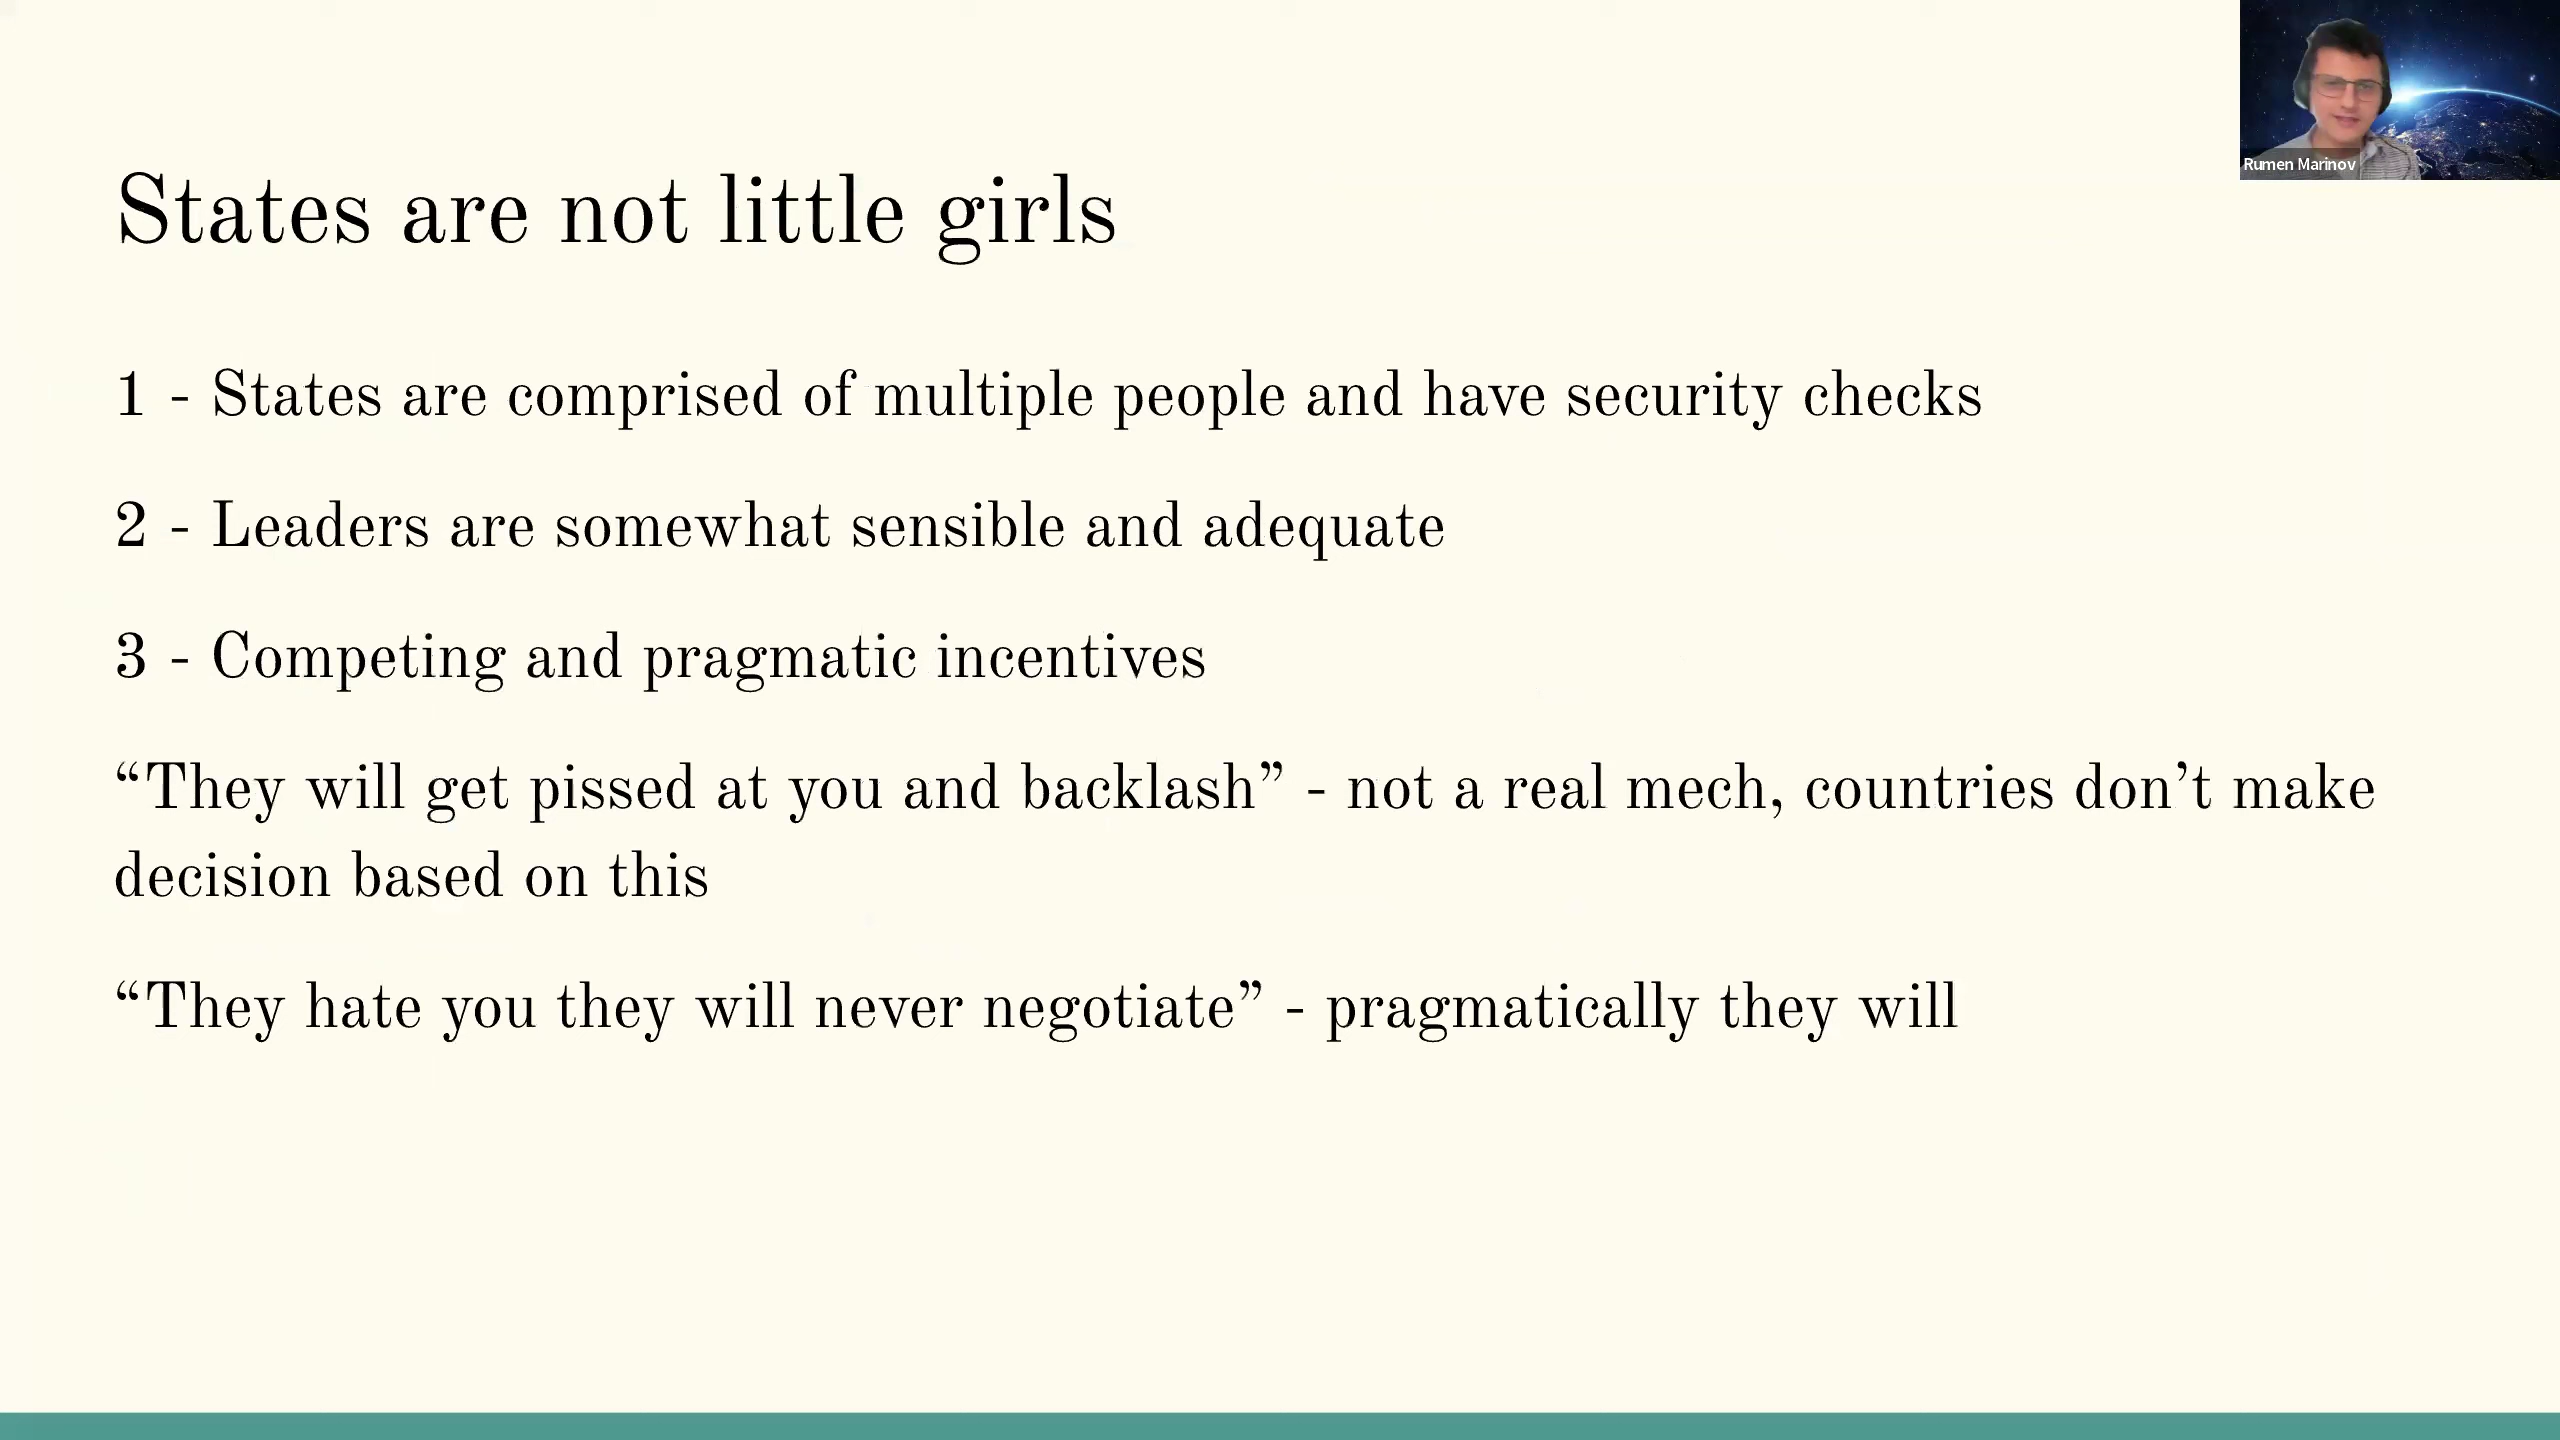 Rumen Marinov
States are not little girls
1 - States are comprised of multiple people and have security checks
2 - Leaders are somewhat sensible and adequate
3 - Competing and pragmatic incentives
“They will get pissed at you and backlash” - not a real mech, countries don’t make
decision based on this
“They hate you they will never negotiate” - pragmatically they will